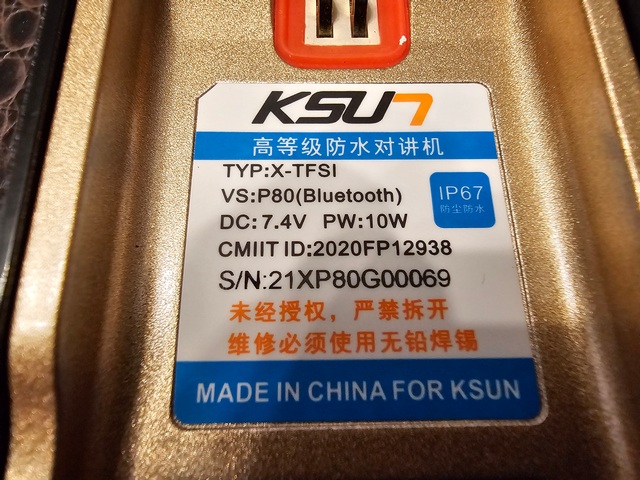 KSUN
高等级防水对讲机
TYP:X-TFSI
VS:P80(Bluetooth)
IP67
防尘防水
DC:7.4V PW:10W
CMIIT ID:2020FP12938
S/N:21XP80G00069
未经授权，严禁拆开
维修必须使用无铅焊锡
MADE IN CHINA FOR KSUN